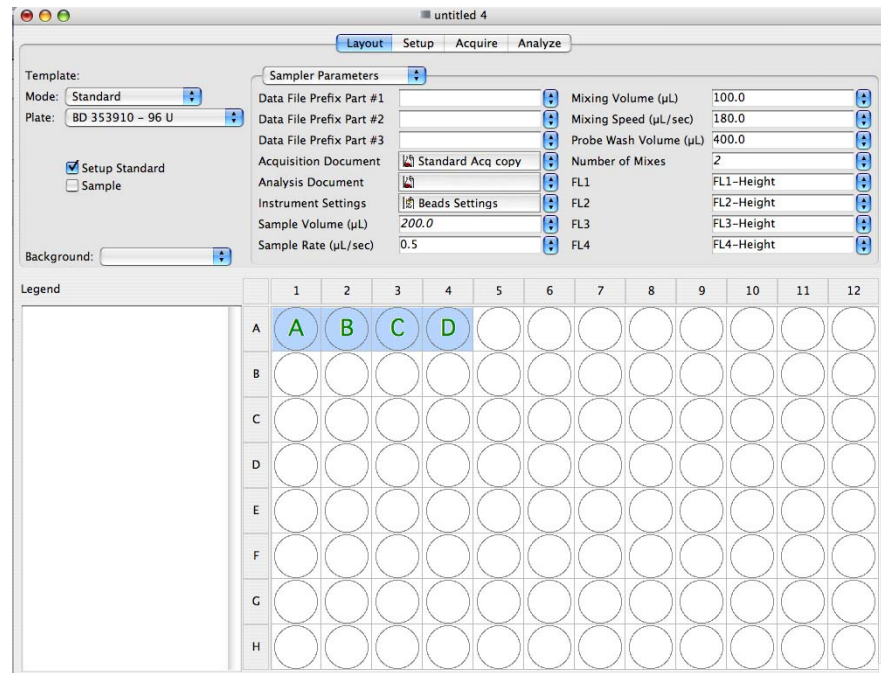 untitled 4
Layout Setup Acquire Analyze
Template:
Mode: Standard
Plate: BD 353910 – 96 U
Setup Standard
Sample
Background:
Sampler Parameters
Data File Prefix Part #1
Data File Prefix Part #2
Data File Prefix Part #3
Acquisition Document Standard Acq copy
Analysis Document
Instrument Settings Beads Settings
Sample Volume (µL) 200.0
Sample Rate (µL/sec) 0.5
Mixing Volume (µL) 100.0
Mixing Speed (µL/sec) 180.0
Probe Wash Volume (µL) 400.0
Number of Mixes 2
FL1 FL1-Height
FL2 FL2-Height
FL3 FL3-Height
FL4 FL4-Height
Legend
1 2 3 4 5 6 7 8 9 10 11 12
A A B C D
B
C
D
E
F
G
H